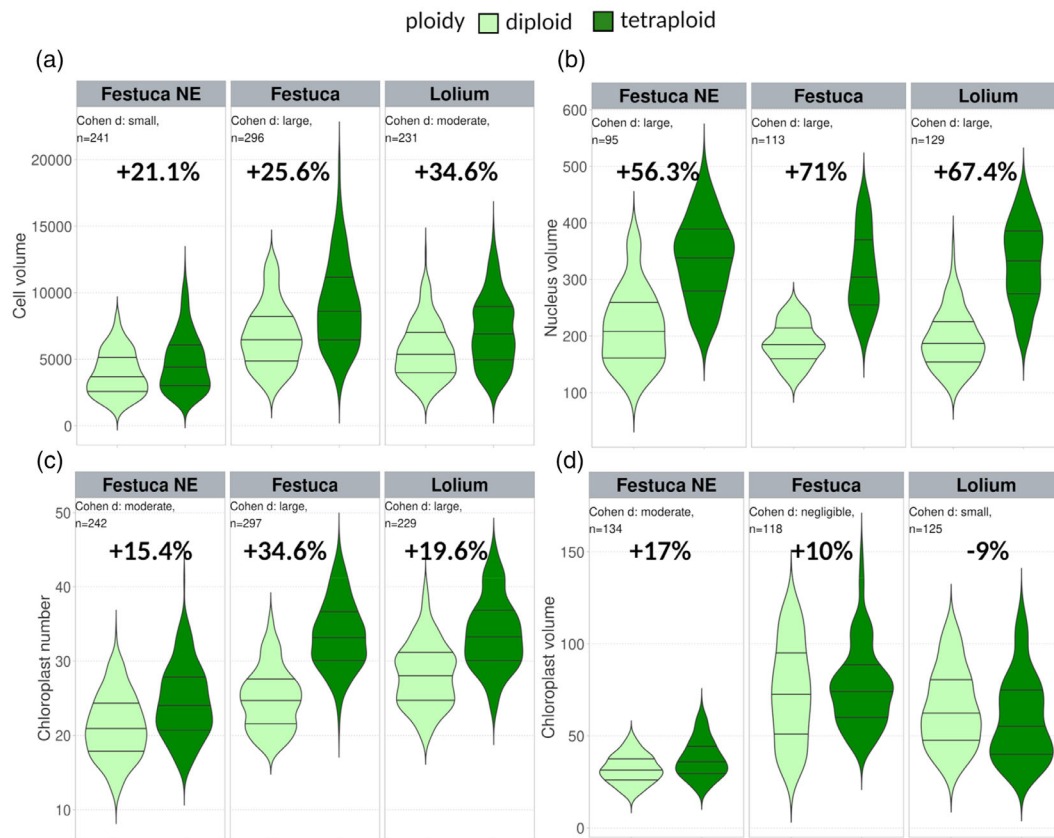 ploidy diploid tetraploid
(a)
Festuca NE Festuca Lolium
Cohen d: small, Cohen d: large, Cohen d: moderate,
n=241 n=296 n=231
+21.1% +25.6% +34.6%
20000
15000
10000
5000
0
Cell volume
(b)
Festuca NE Festuca Lolium
Cohen d: large, Cohen d: large, Cohen d: large,
n=95 n=113 n=129
+56.3% +71% +67.4%
600
500
400
300
200
100
Nucleus volume
(c)
Festuca NE Festuca Lolium
Cohen d: moderate, Cohen d: large, Cohen d: large,
n=242 n=297 n=229
+15.4% +34.6% +19.6%
50
40
30
20
10
Chloroplast number
(d)
Festuca NE Festuca Lolium
Cohen d: moderate, Cohen d: negligible, Cohen d: small,
n=134 n=118 n=125
+17% +10% -9%
150
100
50
0
Chloroplast volume